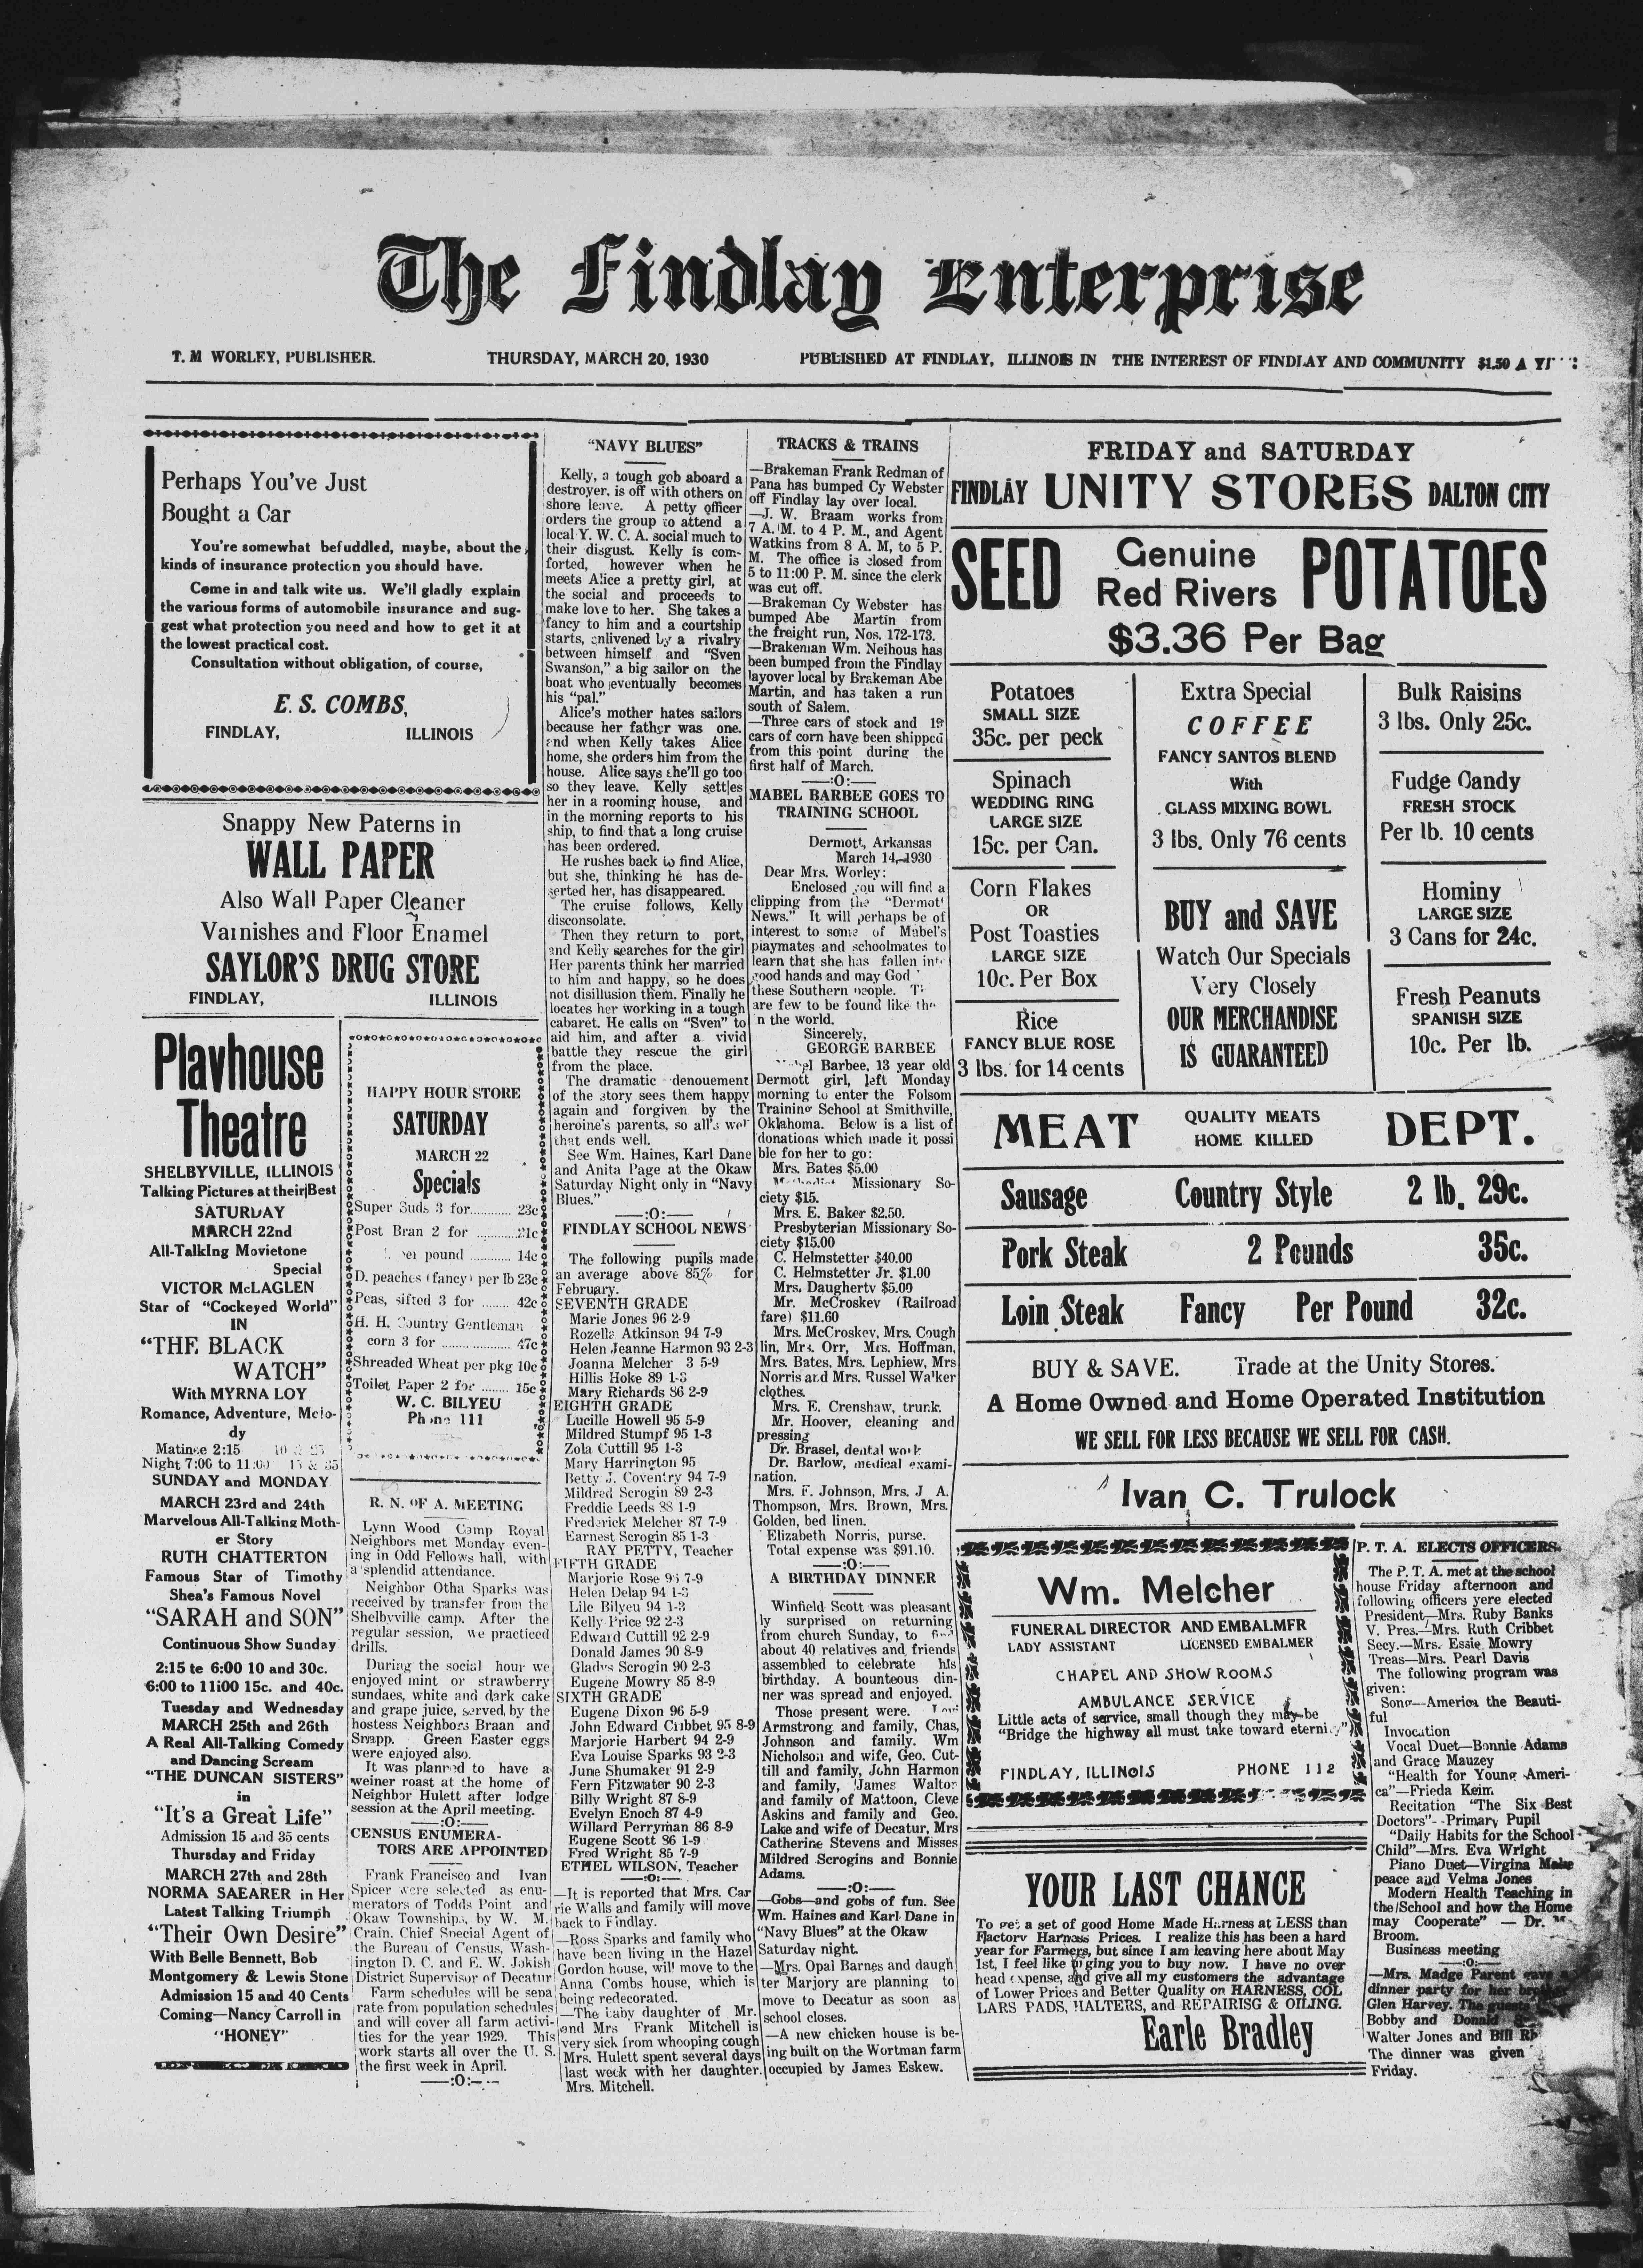 The Findlay Enterprise
T. M WORLEY, PUBLISHER. THURSDAY, MARCH 20, 1930 PUBLISHED AT FINDLAY, ILLINOIS IN THE INTEREST OF FINDLAY AND COMMUNITY $1.50 A
Perhaps You've Just
Bought a Car
You're somewhat befuddled, maybe, about the
kinds of insurance protection you should have.
Come in and talk wite us. We'll gladly explain
the various forms of automobile insurance and sug-
gest what protection you need and how to get it at
the lowest practical cost.
Consultation without obligation, of course,
E. S. COMBS,
FINDLAY, ILLINOIS
Snappy New Paterns in
WALL PAPER
Also Wall Paper Cleaner
Varnishes and Floor Enamel
SAYLOR'S DRUG STORE
FINDLAY, ILLINOIS
Playhouse
Theatre
SHELBYVILLE, ILLINOIS
Talking Pictures at their Best
SATURDAY
MARCH 22nd
All-Talking Movietone
Special
VICTOR McLAGLEN
Star of "Cockeyed World"
IN
"THE BLACK
WATCH"
With MYRNA LOY
Romance, Adventure, Melo-
dy
Matinee 2:15
Night 7:00 to 11:00
SUNDAY and MONDAY
MARCH 23rd and 24th
Marvelous All-Talking Moth-
er Story
RUTH CHATTERTON
Famous Star of Timothy
Shea's Famous Novel
"SARAH and SON"
Continuous Show Sunday
2:15 te 6:00 10 and 30c.
6:00 to 11i00 15c. and 40c.
Tuesday and Wednesday
MARCH 25th and 26th
A Real All-Talking Comedy
and Dancing Scream
"THE DUNCAN SISTERS"
in
"It's a Great Life"
Admission 15 and 35 cents
Thursday and Friday
MARCH 27th and 28th
NORMA SAEARER in Her
Latest Talking Triumph
"Their Own Desire"
With Belle Bennett, Bob
Montgomery & Lewis Stone
Admission 15 and 40 Cents
Coming—Nancy Carroll in
"HONEY"
HAPPY HOUR STORE
SATURDAY
MARCH 22
Specials
Super Suds 3 for........... 23c
Post Bran 2 for ........... 21c
pound ........... 14c
D. peaches (fancy) per lb 23c
Peas, sifted 3 for ........ 42c
H. H. Country Gentleman
corn 3 for ................. 47c
Shreaded Wheat per pkg 10c
Toilet Paper 2 for ........ 15c
W. C. BILYEU
Phone 111
R. N. OF A. MEETING
Lynn Wood Camp Royal
Neighbors met Monday even-
ing in Odd Fellows hall, with
a splendid attendance.
Neighbor Otha Sparks was
received by transfer from the
Shelbyville camp. After the
regular session, we practiced
drills.
During the social hour we
enjoyed mint or strawberry
sundaes, white and dark cake
and grape juice, served by the
hostess Neighbors Braan and
Snapp. Green Easter eggs
were enjoyed also.
It was planned to have a
weiner roast at the home of
Neighbor Hulett after lodge
session at the April meeting.
—:O:—
CENSUS ENUMERA-
TORS ARE APPOINTED
Frank Francisco and Ivan
Spicer were selected as enu-
merators of Todds Point and
Okaw Townships, by W. M.
Crain, Chief Special Agent of
the Bureau of Census, Wash-
ington D. C. and E. W. Jokish
District Supervisor of Decatur
Farm schedules will be sepa
rate from population schedules
and will cover all farm activi-
ties for the year 1929. This
work starts all over the U. S.
the first week in April.
—:O:—
"NAVY BLUES"
Kelly, a tough gob aboard a
destroyer, is off with others on
shore leave. A petty officer
orders the group to attend a
local Y. W. C. A. social much to
their disgust. Kelly is com-
forted, however when he
meets Alice a pretty girl, at
the social and proceeds to
make love to her. She takes a
fancy to him and a courtship
starts, enlivened by a rivalry
between himself and "Sven
Swanson," a big sailor on the
boat who eventually becomes
his "pal."
Alice's mother hates sailors
because her father was one.
and when Kelly takes Alice
home, she orders him from the
house. Alice says she'll go too
so they leave. Kelly settles
her in a rooming house, and
in the morning reports to his
ship, to find that a long cruise
has been ordered.
He rushes back to find Alice,
but she, thinking he has de-
serted her, has disappeared.
The cruise follows, Kelly
disconsolate.
Then they return to port,
and Kelly searches for the girl
Her parents think her married
to him and happy, so he does
not disillusion them. Finally he
locates her working in a tough
cabaret. He calls on "Sven" to
aid him, and after a vivid
battle they rescue the girl
from the place.
The dramatic denouement
of the story sees them happy
again and forgiven by the
heroine's parents, so all's well
that ends well.
See Wm. Haines, Karl Dane
and Anita Page at the Okaw
Saturday Night only in "Navy
Blues."
—:O:—
FINDLAY SCHOOL NEWS
The following pupils made
an average above 85% for
February.
SEVENTH GRADE
Marie Jones 96 2-9
Rozella Atkinson 94 7-9
Helen Jeanne Harmon 93 2-3
Joanna Melcher 3 5-9
Hillis Hoke 89 1-3
Mary Richards 86 2-9
EIGHTH GRADE
Lucille Howell 95 5-9
Mildred Stumpf 95 1-3
Zola Cuttill 95 1-3
Mary Harrington 95
Betty J. Coventry 94 7-9
Mildred Scrogin 89 2-3
Freddie Leeds 88 1-9
Frederick Melcher 87 7-9
Earnest Scrogin 85 1-3
RAY PETTY, Teacher
FIFTH GRADE
Marjorie Rose 95 7-9
Helen Delap 94 1-3
Lile Bilyeu 94 1-3
Kelly Price 92 2-3
Edward Cuttill 92 2-9
Donald James 90 8-9
Gladys Scrogin 90 2-3
Eugene Mowry 85 8-9
SIXTH GRADE
Eugene Dixon 96 5-9
John Edward Cribbet 95 8-9
Marjorie Harbert 94 2-9
Eva Louise Sparks 93 2-3
June Shumaker 91 2-9
Fern Fitzwater 90 2-3
Billy Wright 87 8-9
Evelyn Enoch 87 4-9
Willard Perryman 86 8-9
Eugene Scott 86 1-9
Fred Wright 85 7-9
ETHEL WILSON, Teacher
—:O:—
—It is reported that Mrs. Car
rie Walls and family will move
back to Findlay.
—Ross Sparks and family who
have been living in the Hazel
Gordon house, will move to the
Anna Combs house, which is
being redecorated.
—The baby daughter of Mr.
and Mrs Frank Mitchell is
very sick from whooping cough
Mrs. Hulett spent several days
last week with her daughter.
Mrs. Mitchell.
TRACKS & TRAINS
—Brakeman Frank Redman of
Pana has bumped Cy Webster
off Findlay lay over local.
—J. W. Braam works from
7 A. M. to 4 P. M., and Agent
Watkins from 8 A. M, to 5 P.
M. The office is closed from
5 to 11:00 P. M. since the clerk
was cut off.
—Brakeman Cy Webster has
bumped Abe Martin from
the freight run, Nos. 172-173.
—Brakeman Wm. Neihous has
been bumped from the Findlay
layover local by Brakeman Abe
Martin, and has taken a run
south of Salem.
—Three cars of stock and 19
cars of corn have been shipped
from this point during the
first half of March.
—:O:—
MABEL BARBEE GOES TO
TRAINING SCHOOL
Dermott, Arkansas
March 14, 1930
Dear Mrs. Worley:
Enclosed you will find a
clipping from the "Dermott
News." It will perhaps be of
interest to some of Mabel's
playmates and schoolmates to
learn that she has fallen into
good hands and may God
these Southern people.
are few to be found like the
n the world.
Sincerely,
GEORGE BARBEE
Barbee, 13 year old
Dermott girl, left Monday
morning to enter the Folsom
Training School at Smithville,
Oklahoma. Below is a list of
donations which made it possi
ble for her to go:
Mrs. Bates $5.00
Methodist Missionary So-
ciety $15.
Mrs. E. Baker $2.50.
Presbyterian Missionary So-
ciety $15.00
C. Helmstetter $40.00
C. Helmstetter Jr. $1.00
Mrs. Daugherty $5.00
Mr. McCroskey (Railroad
fare) $11.60
Mrs. McCroskey, Mrs. Cough
lin, Mrs. Orr, Mrs. Hoffman,
Mrs. Bates, Mrs. Lephiew, Mrs
Norris and Mrs. Russel Walker
clothes.
Mrs. E. Crenshaw, trunk.
Mr. Hoover, cleaning and
pressing
Dr. Brasel, dental work
Dr. Barlow, medical exami-
nation.
Mrs. F. Johnson, Mrs. J A.
Thompson, Mrs. Brown, Mrs.
Golden, bed linen.
Elizabeth Norris, purse.
Total expense was $91.10.
—:O:—
A BIRTHDAY DINNER
Winfield Scott was pleasant
ly surprised on returning
from church Sunday, to find
about 40 relatives and friends
assembled to celebrate his
birthday. A bounteous din-
ner was spread and enjoyed.
Those present were.
Armstrong and family, Chas,
Johnson and family. Wm
Nicholson and wife, Geo. Cut-
till and family, John Harmon
and family, James Walton
and family of Mattoon, Cleve
Askins and family and Geo.
Lake and wife of Decatur, Mrs
Catherine Stevens and Misses
Mildred Scrogins and Bonnie
Adams.
—:O:—
—Gobs—and gobs of fun. See
Wm. Haines and Karl Dane in
"Navy Blues" at the Okaw
Saturday night.
—Mrs. Opal Barnes and daugh
ter Marjory are planning to
move to Decatur as soon as
school closes.
—A new chicken house is be-
ing built on the Wortman farm
occupied by James Eskew.
FRIDAY and SATURDAY
FINDLAY UNITY STORES DALTON CITY
SEED Genuine Red Rivers POTATOES
$3.36 Per Bag
Potatoes
SMALL SIZE
35c. per peck
Spinach
WEDDING RING
LARGE SIZE
15c. per Can.
Corn Flakes
OR
Post Toasties
LARGE SIZE
10c. Per Box
Rice
FANCY BLUE ROSE
3 lbs. for 14 cents
Extra Special
COFFEE
FANCY SANTOS BLEND
With
GLASS MIXING BOWL
3 lbs. Only 76 cents
BUY and SAVE
Watch Our Specials
Very Closely
OUR MERCHANDISE
IS GUARANTEED
Bulk Raisins
3 lbs. Only 25c.
Fudge Candy
FRESH STOCK
Per lb. 10 cents
Hominy
LARGE SIZE
3 Cans for 24c.
Fresh Peanuts
SPANISH SIZE
10c. Per lb.
MEAT QUALITY MEATS HOME KILLED DEPT.
Sausage Country Style 2 lb. 29c.
Pork Steak 2 Pounds 35c.
Loin Steak Fancy Per Pound 32c.
BUY & SAVE. Trade at the Unity Stores.
A Home Owned and Home Operated Institution
WE SELL FOR LESS BECAUSE WE SELL FOR CASH.
Ivan C. Trulock
Wm. Melcher
FUNERAL DIRECTOR AND EMBALMER
LADY ASSISTANT LICENSED EMBALMER
CHAPEL AND SHOW ROOMS
AMBULANCE SERVICE
Little acts of service, small though they may be
"Bridge the highway all must take toward eternity"
FINDLAY, ILLINOIS PHONE 112
YOUR LAST CHANCE
To get a set of good Home Made Harness at LESS than
Factory Harness Prices. I realize this has been a hard
year for Farmers, but since I am leaving here about May
1st, I feel like urging you to buy now. I have no over
head expense, and give all my customers the advantage
of Lower Prices and Better Quality on HARNESS, COL
LARS PADS, HALTERS, and REPAIRISG & OILING.
Earle Bradley
P. T. A. ELECTS OFFICERS.
The P. T. A. met at the school
house Friday afternoon and
following officers yere elected
President—Mrs. Ruby Banks
V. Pres.—Mrs. Ruth Cribbet
Secy.—Mrs. Essie Mowry
Treas—Mrs. Pearl Davis
The following program was
given:
Song—America the Beauti-
ful
Invocation
Vocal Duet—Bonnie Adams
and Grace Mauzey
"Health for Young Ameri-
ca"—Frieda Keim.
Recitation "The Six Best
Doctors"--Primary Pupil
"Daily Habits for the School
Child"—Mrs. Eva Wright
Piano Duet—Virgina Make
peace and Velma Jones
Modern Health Teaching in
the School and how the Home
may Cooperate" — Dr.
Broom.
Business meeting
—:O:—
—Mrs. Madge Parent gave a
dinner party for her brother
Glen Harvey. The guests
Bobby and Donald
Walter Jones and Bill
The dinner was given
Friday.